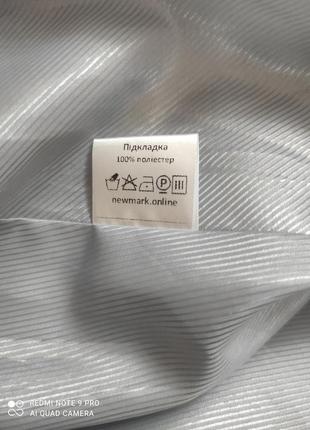 Підкладка
100% поліестер
P
newmark.online
REDMI NOTE 9 PRO
AI QUAD CAMERA